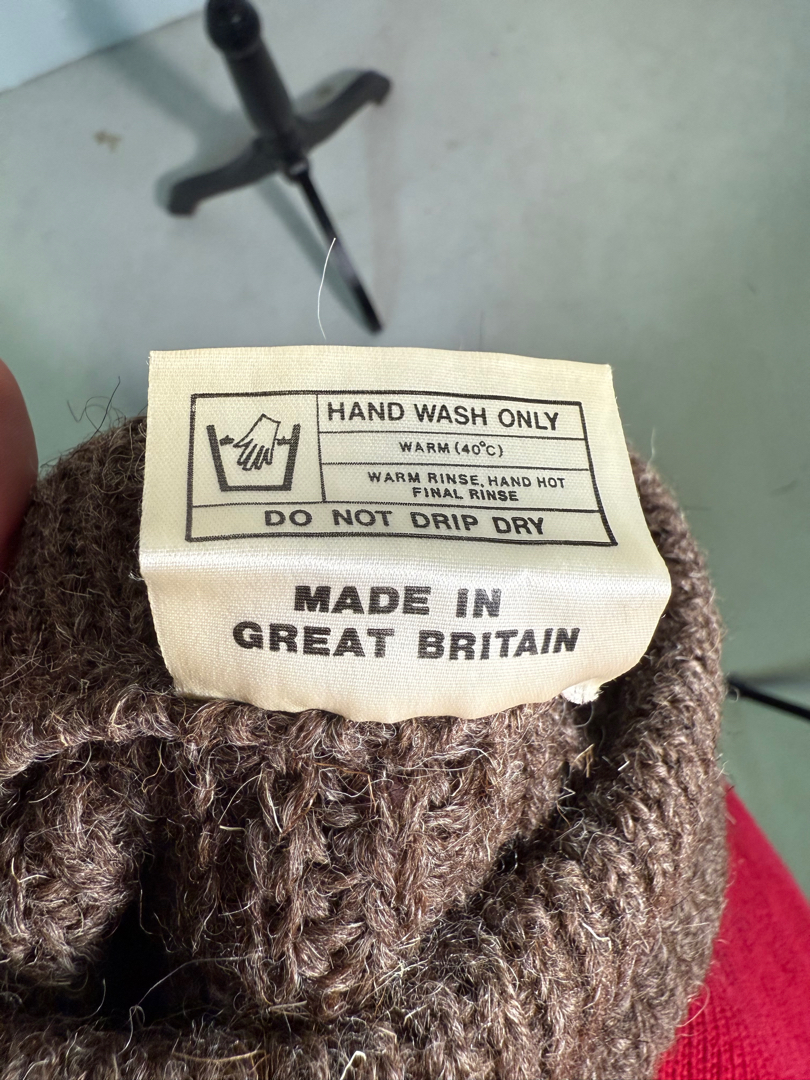 HAND WASH ONLY
WARM (40°C)
WARM RINSE, HAND HOT
FINAL RINSE
DO NOT DRIP DRY
MADE IN
GREAT BRITAIN